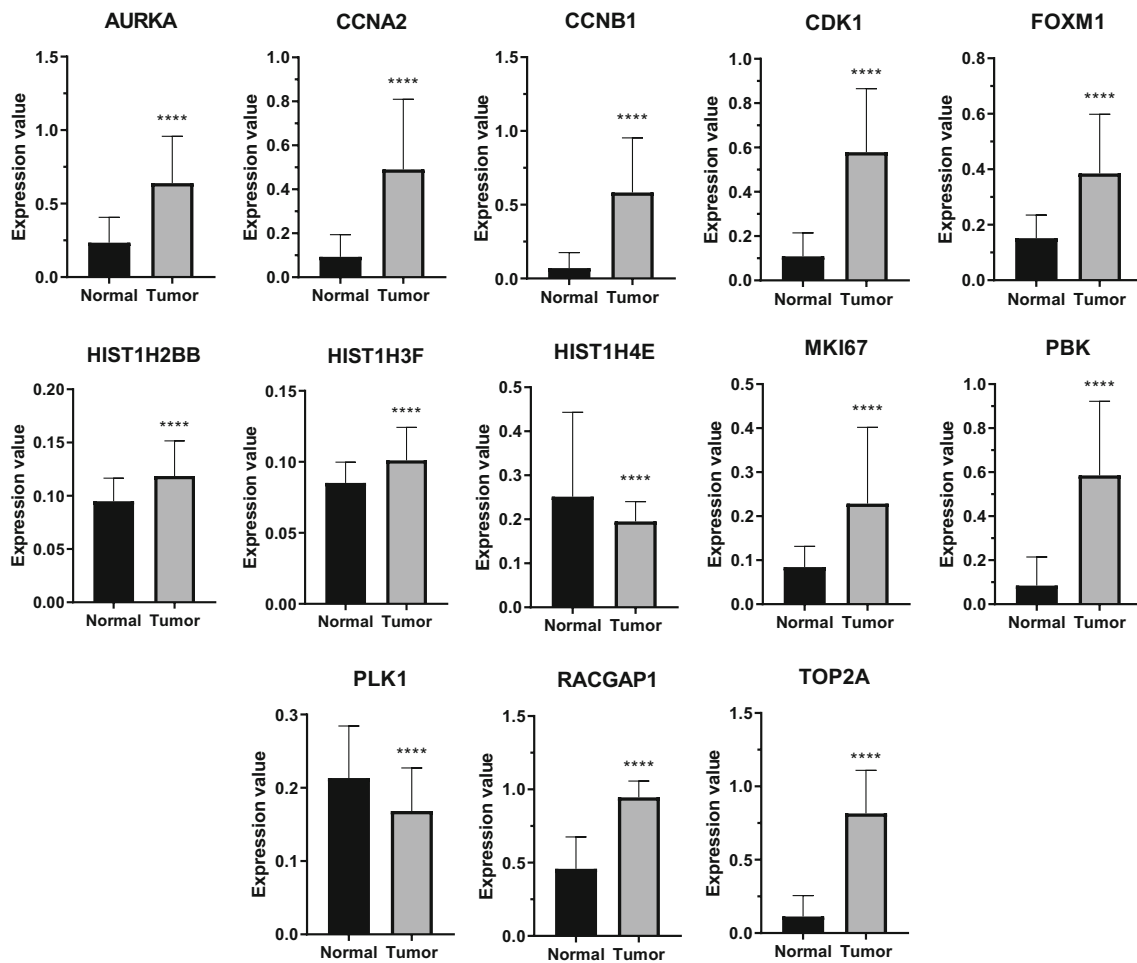 AURKA
Expression value
1.5
1.0
0.5
0.0
****
Normal Tumor
CCNA2
Expression value
1.0
0.8
0.6
0.4
0.2
0.0
****
Normal Tumor
CCNB1
Expression value
1.5
1.0
0.5
0.0
****
Normal Tumor
CDK1
Expression value
1.0
0.8
0.6
0.4
0.2
0.0
****
Normal Tumor
FOXM1
Expression value
0.8
0.6
0.4
0.2
0.0
****
Normal Tumor
HIST1H2BB
Expression value
0.20
0.15
0.10
0.05
0.00
****
Normal Tumor
HIST1H3F
Expression value
0.15
0.10
0.05
0.00
****
Normal Tumor
HIST1H4E
Expression value
0.5
0.4
0.3
0.2
0.1
0.0
****
Normal Tumor
MKI67
Expression value
0.5
0.4
0.3
0.2
0.1
0.0
****
Normal Tumor
PBK
Expression value
1.0
0.8
0.6
0.4
0.2
0.0
****
Normal Tumor
PLK1
Expression value
0.3
0.2
0.1
0.0
****
Normal Tumor
RACGAP1
Expression value
1.5
1.0
0.5
0.0
****
Normal Tumor
TOP2A
Expression value
1.5
1.0
0.5
0.0
****
Normal Tumor